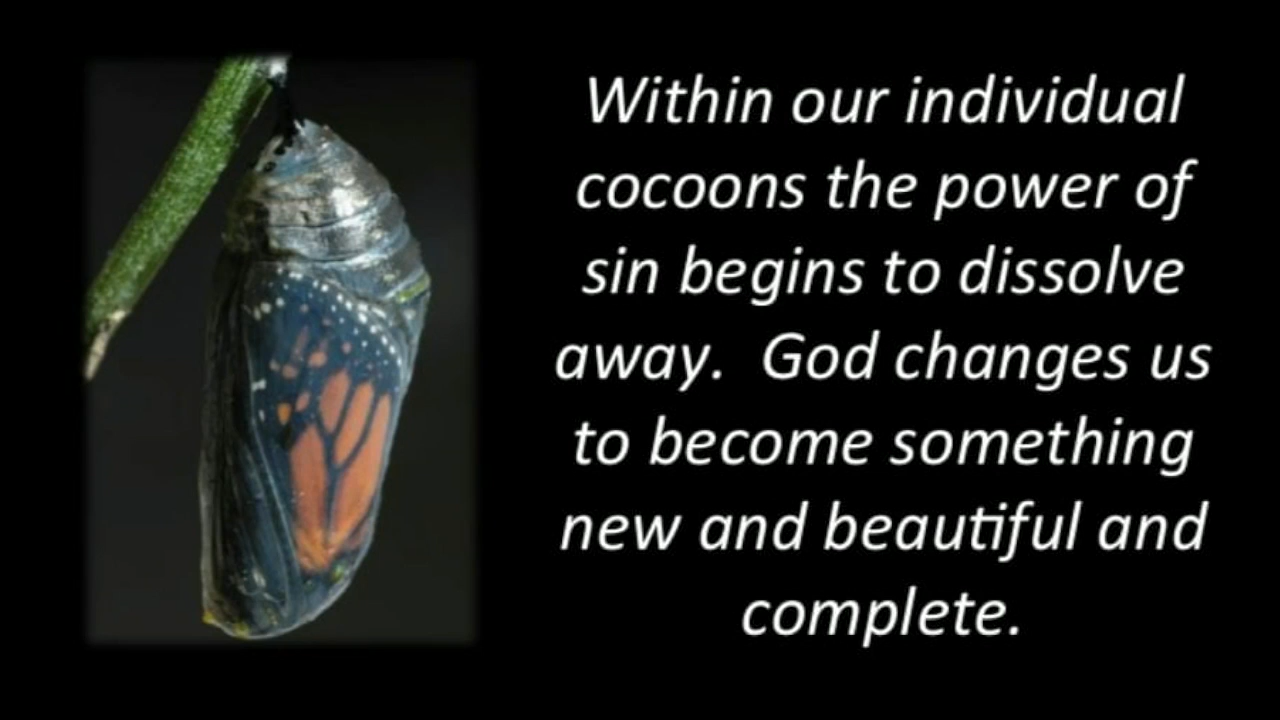 Within our individual
cocoons the power of
sin begins to dissolve
away.  God changes us
to become something
new and beautiful and
complete.